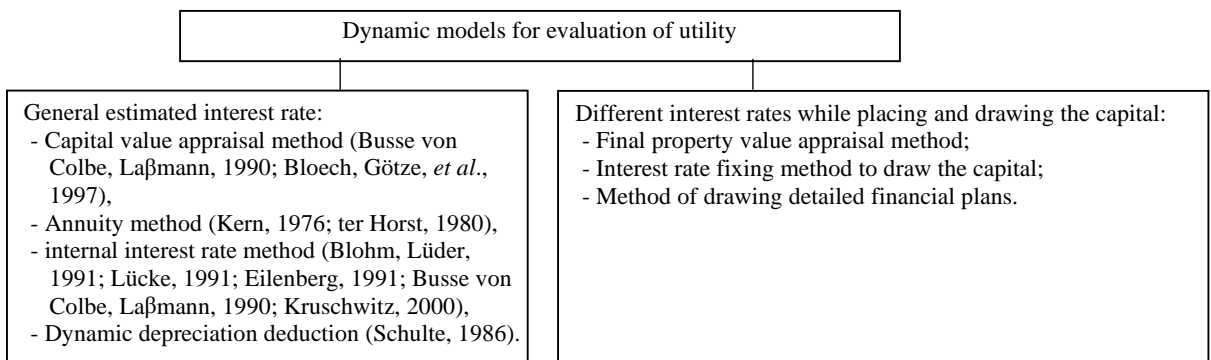 Dynamic models for evaluation of utility
General estimated interest rate:
- Capital value appraisal method (Busse von
Colbe, Laβmann, 1990; Bloech, Götze, et al.,
1997),
- Annuity method (Kern, 1976; ter Horst, 1980),
- internal interest rate method (Blohm, Lüder,
1991; Lücke, 1991; Eilenberg, 1991; Busse von
Colbe, Laβmann, 1990; Kruschwitz, 2000),
- Dynamic depreciation deduction (Schulte, 1986).
Different interest rates while placing and drawing the capital:
- Final property value appraisal method;
- Interest rate fixing method to draw the capital;
- Method of drawing detailed financial plans.